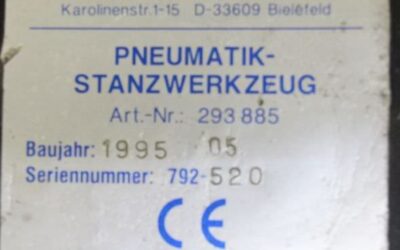 Karolinenstr.1-15 D-33609 Bielefeld
PNEUMATIK-
STANZWERKZEUG
Art.-Nr.: 293 885
Baujahr: 1995 05
Seriennummer: 792-520
CE